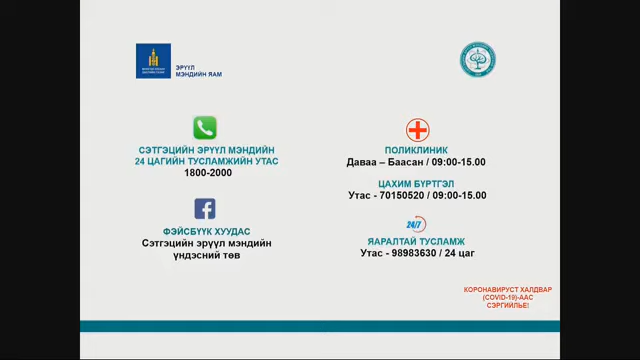 ЭРҮҮЛ
МЭНДИЙН ЯАМ
СЭТГЭЦИЙН ЭРҮҮЛ МЭНДИЙН
24 ЦАГИЙН ТУСЛАМЖИЙН УТАС
1800-2000
ФЭЙСБҮҮК ХУУДАС
Сэтгэцийн эрүүл мэндийн
үндэсний төв
ПОЛИКЛИНИК
Даваа – Баасан / 09:00-15.00
ЦАХИМ БҮРТГЭЛ
Утас - 70150520 / 09:00-15.00
24/7
ЯАРАЛТАЙ ТУСЛАМЖ
Утас - 98983630 / 24 цаг
КОРОНАВИРУСТ ХАЛДВАР
(COVID-19)-ААС
СЭРГИЙЛЬЕ!